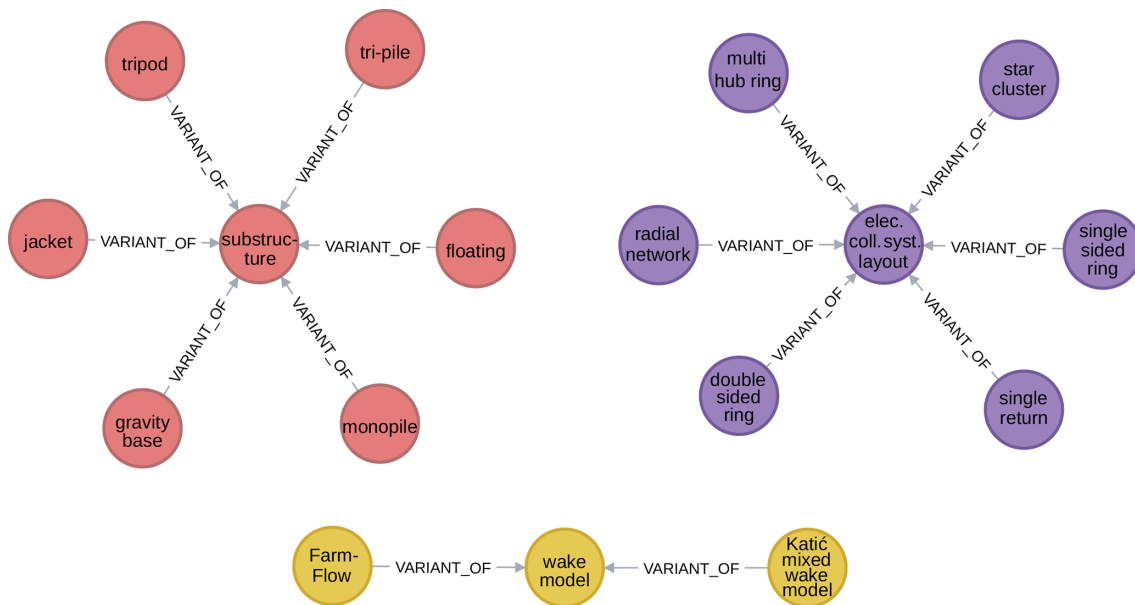 tripod
VARIANT_OF
tri-pile
VARIANT_OF
jacket
VARIANT_OF
substruc-
ture
VARIANT_OF
floating
gravity
base
VARIANT_OF
monopile
VARIANT_OF
multi
hub ring
VARIANT_OF
star
cluster
VARIANT_OF
radial
network
VARIANT_OF
elec.
coll. syst.
layout
VARIANT_OF
single
sided
ring
double
sided
ring
VARIANT_OF
single
return
VARIANT_OF
Farm-
Flow
VARIANT_OF
wake
model
VARIANT_OF
Katić
mixed
wake
model